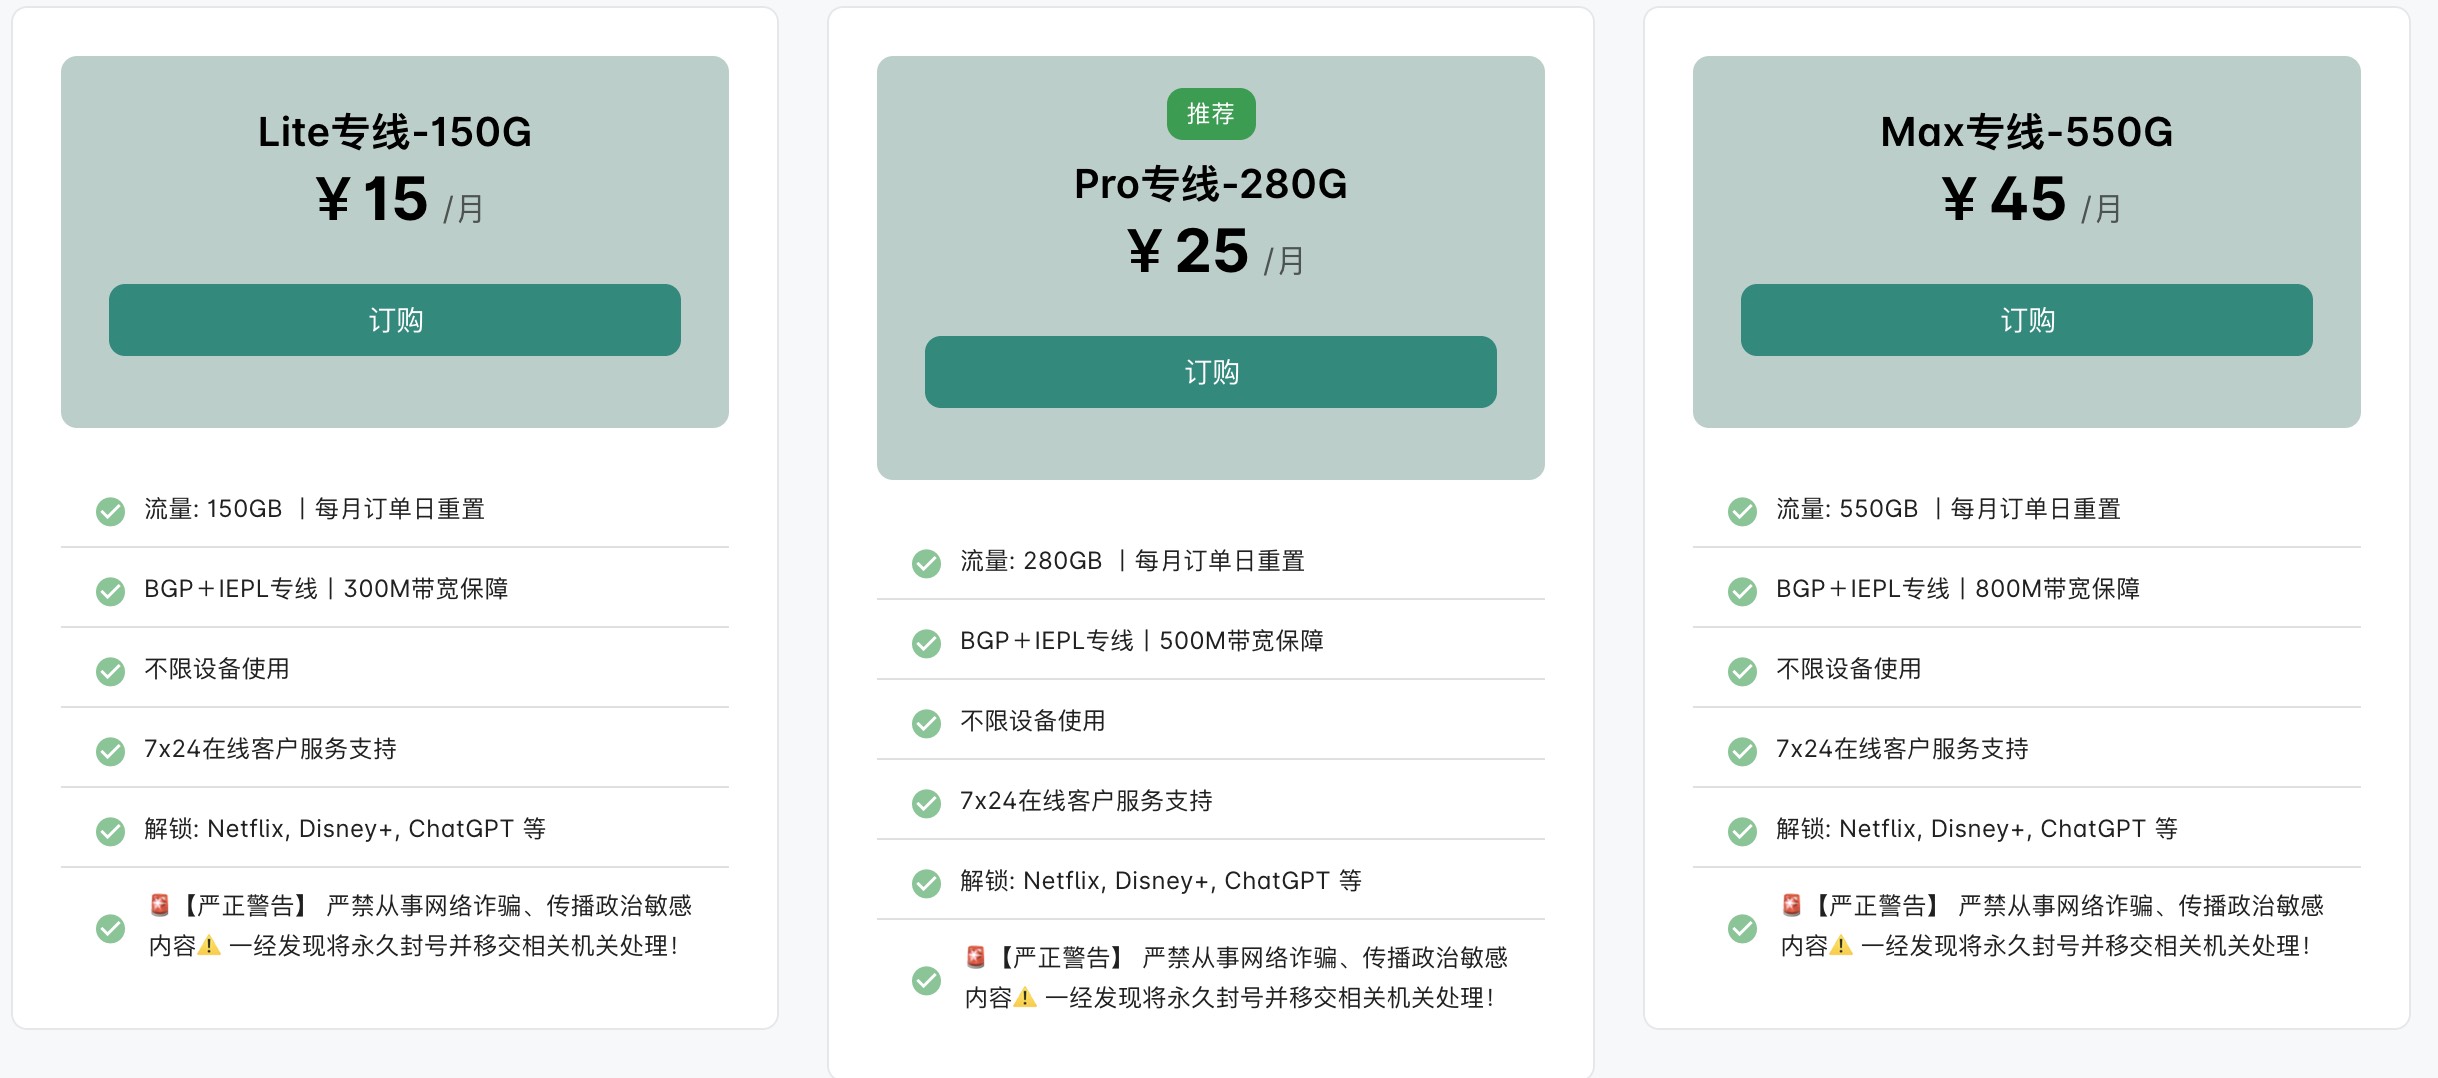 Lite专线-150G
¥15 /月
订购
流量: 150GB ｜每月订单日重置
BGP＋IEPL专线｜300M带宽保障
不限设备使用
7x24在线客户服务支持
解锁: Netflix, Disney+, ChatGPT 等
🚨【严正警告】 严禁从事网络诈骗、传播政治敏感
内容⚠️ 一经发现将永久封号并移交相关机关处理！
推荐
Pro专线-280G
¥25 /月
订购
流量: 280GB ｜每月订单日重置
BGP＋IEPL专线｜500M带宽保障
不限设备使用
7x24在线客户服务支持
解锁: Netflix, Disney+, ChatGPT 等
🚨【严正警告】 严禁从事网络诈骗、传播政治敏感
内容⚠️ 一经发现将永久封号并移交相关机关处理！
Max专线-550G
¥45 /月
订购
流量: 550GB ｜每月订单日重置
BGP＋IEPL专线｜800M带宽保障
不限设备使用
7x24在线客户服务支持
解锁: Netflix, Disney+, ChatGPT 等
🚨【严正警告】 严禁从事网络诈骗、传播政治敏感
内容⚠️ 一经发现将永久封号并移交相关机关处理！